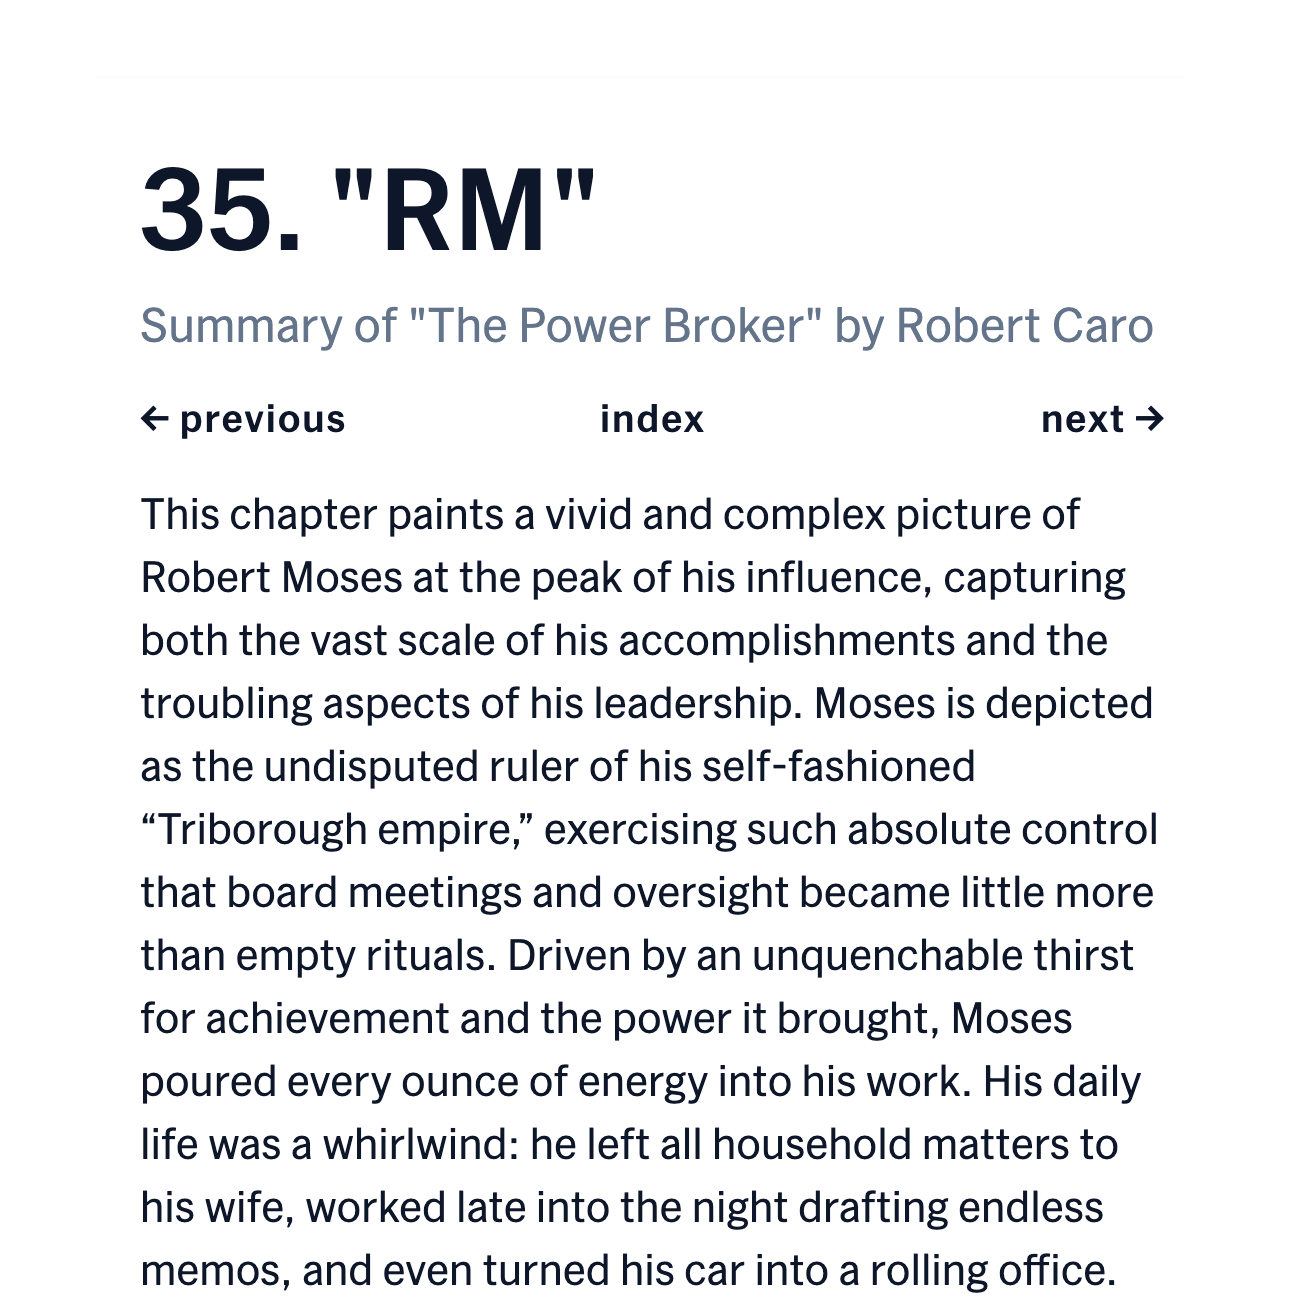 35. "RM"
Summary of "The Power Broker" by Robert Caro
← previous index next →
This chapter paints a vivid and complex picture of
Robert Moses at the peak of his influence, capturing
both the vast scale of his accomplishments and the
troubling aspects of his leadership. Moses is depicted
as the undisputed ruler of his self-fashioned
“Triborough empire,” exercising such absolute control
that board meetings and oversight became little more
than empty rituals. Driven by an unquenchable thirst
for achievement and the power it brought, Moses
poured every ounce of energy into his work. His daily
life was a whirlwind: he left all household matters to
his wife, worked late into the night drafting endless
memos, and even turned his car into a rolling office.